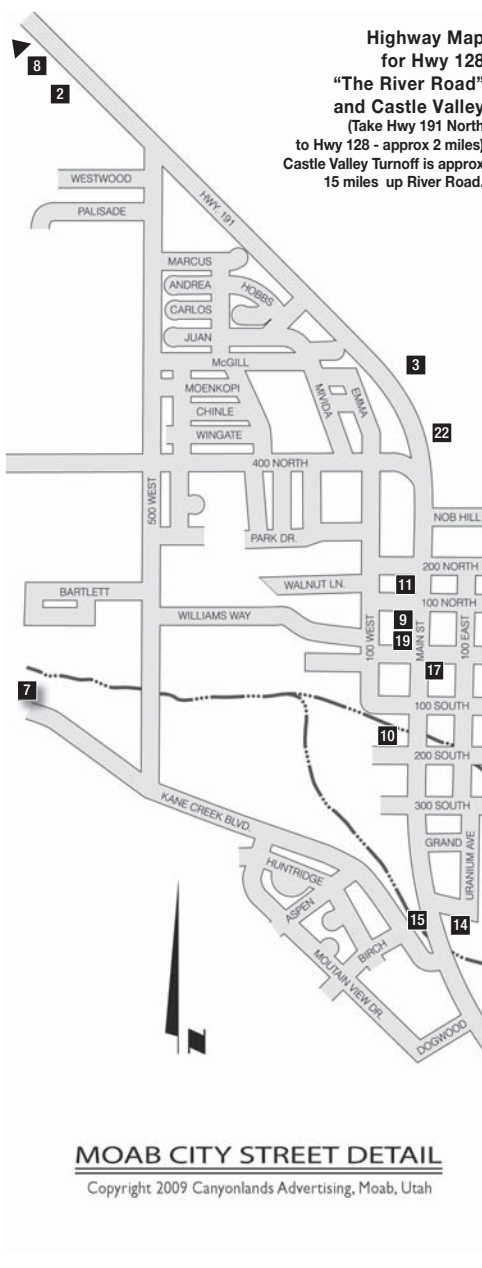 Highway Map
for Hwy 128
“The River Road”
and Castle Valley
(Take Hwy 191 North
to Hwy 128 - approx 2 miles)
Castle Valley Turnoff is approx
15 miles up River Road.
8
2
WESTWOOD
PALISADE
HWY. 191
MARCUS
ANDREA
HOBBS
CARLOS
JUAN
McGILL
3
MOENKOPI
MIVIDA
EMMA
CHINLE
WINGATE
22
400 NORTH
500 WEST
NOB HILL
PARK DR.
200 NORTH
WALNUT LN.
11
BARTLETT
100 NORTH
WILLIAMS WAY
9
100 WEST
MAIN ST
100 EAST
19
17
7
100 SOUTH
10
200 SOUTH
KANE CREEK BLVD.
300 SOUTH
GRAND
URANIUM AVE
HUNTRIDGE
ASPEN
15
14
BIRCH
MOUTAIN VIEW DR.
DOGWOOD
MOAB CITY STREET DETAIL
Copyright 2009 Canyonlands Advertising, Moab, Utah